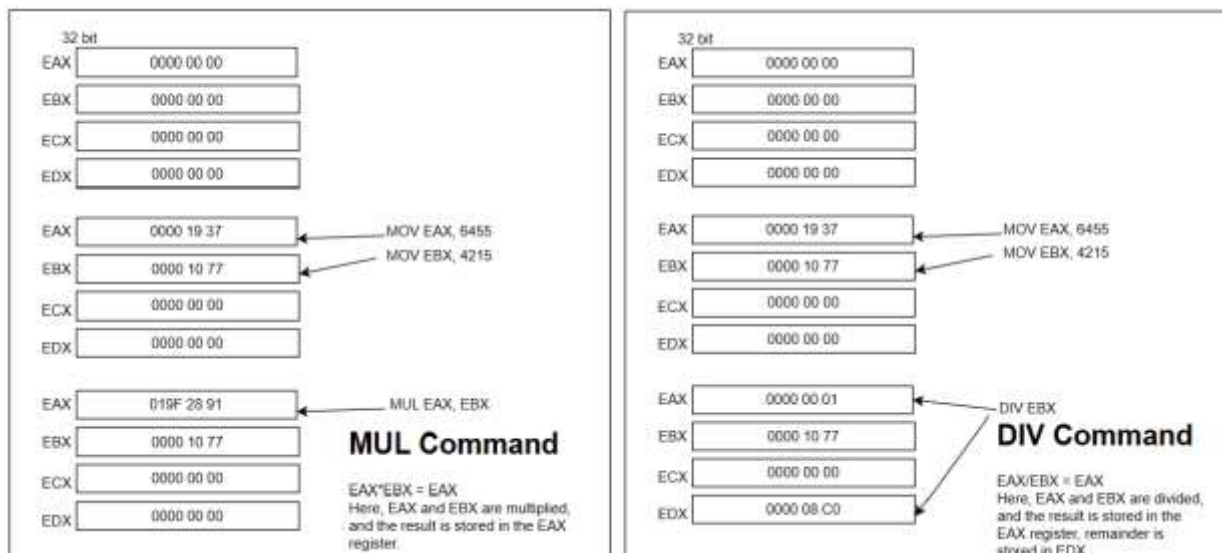 32 bit
EAX 0000 00 00
EBX 0000 00 00
ECX 0000 00 00
EDX 0000 00 00
EAX 0000 19 37 MOV EAX, 6455
EBX 0000 10 77 MOV EBX, 4215
ECX 0000 00 00
EDX 0000 00 00
EAX 019F 28 91 MUL EAX, EBX
EBX 0000 10 77
MUL Command
ECX 0000 00 00
EDX 0000 00 00
EAX*EBX = EAX
Here, EAX and EBX are multiplied,
and the result is stored in the EAX
register.
32 bit
EAX 0000 00 00
EBX 0000 00 00
ECX 0000 00 00
EDX 0000 00 00
EAX 0000 19 37 MOV EAX, 6455
EBX 0000 10 77 MOV EBX, 4215
ECX 0000 00 00
EDX 0000 00 00
EAX 0000 00 01 DIV EBX
EBX 0000 10 77
DIV Command
ECX 0000 00 00
EDX 0000 08 C0
EAX/EBX = EAX
Here, EAX and EBX are divided,
and the result is stored in the
EAX register, remainder is
stored in EDX